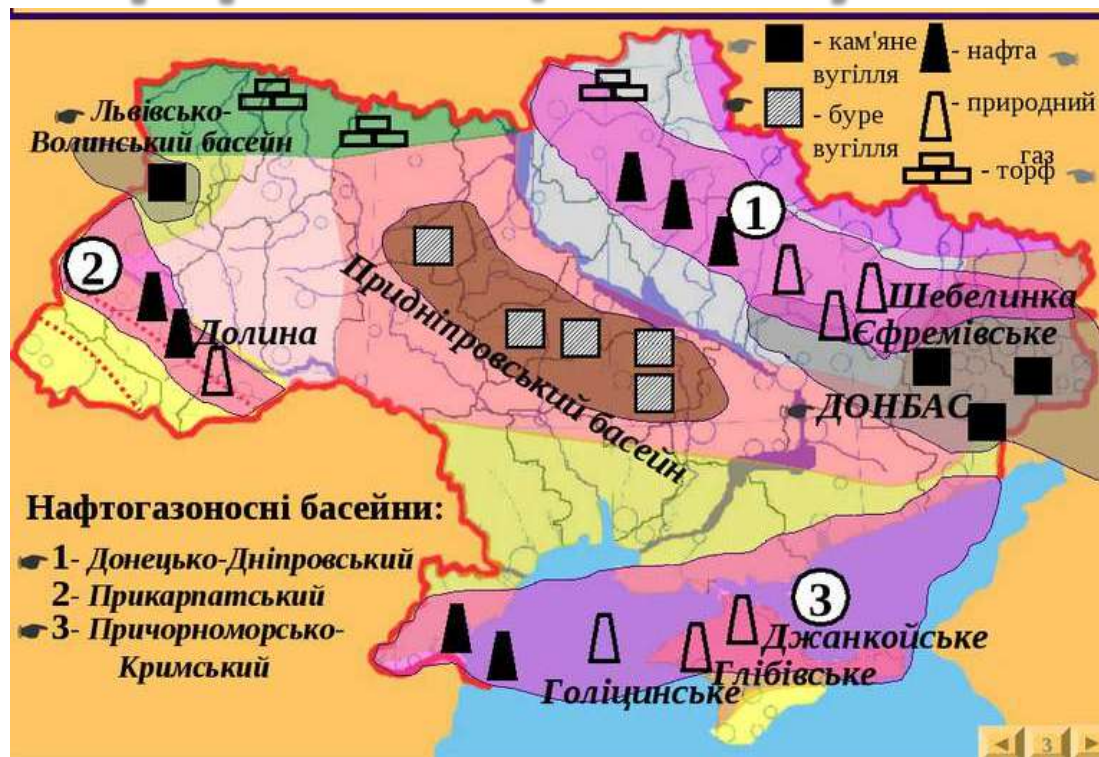 - кам'яне вугілля
- нафта
- буре вугілля
- природний газ
- торф
Львівсько-
Волинський басейн
1
2
Шебелинка
Єфремівське
Долина
Придніпровський басейн
ДОНБАС
Нафтогазоносні басейни:
1- Донецько-Дніпровський
2- Прикарпатський
3- Причорноморсько-
Кримський
3
Джанкойське
Глібівське
Голіцинське
3